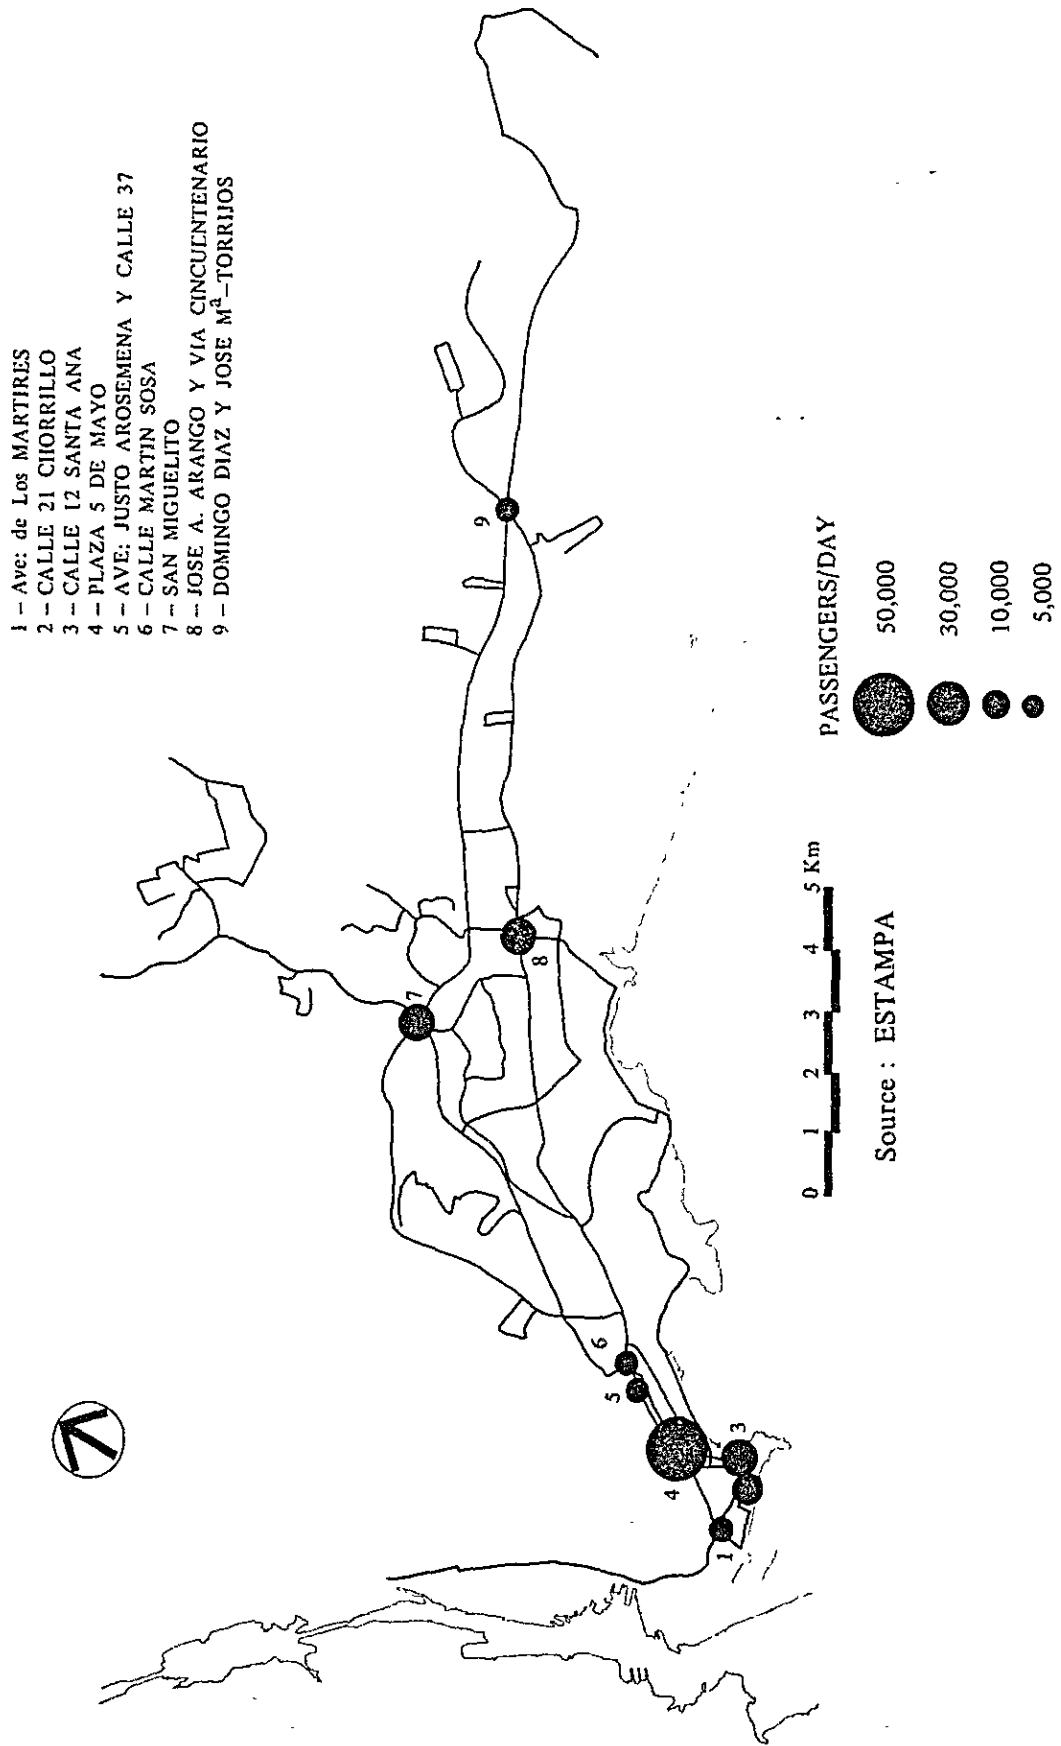 1 – Ave: de Los MARTIRES
2 – CALLE 21 CHORRILLO
3 – CALLE 12 SANTA ANA
4 – PLAZA 5 DE MAYO
5 – AVE: JUSTO AROSEMENA Y CALLE 37
6 – CALLE MARTIN SOSA
7 – SAN MIGUELITO
8 – JOSE A. ARANGO Y VIA CINCUENTENARIO
9 – DOMINGO DIAZ Y JOSE Mª–TORRIJOS
9
7
8
6
5
4
3
1
PASSENGERS/DAY
50,000
30,000
10,000
5,000
0 1 2 3 4 5 Km
Source : ESTAMPA